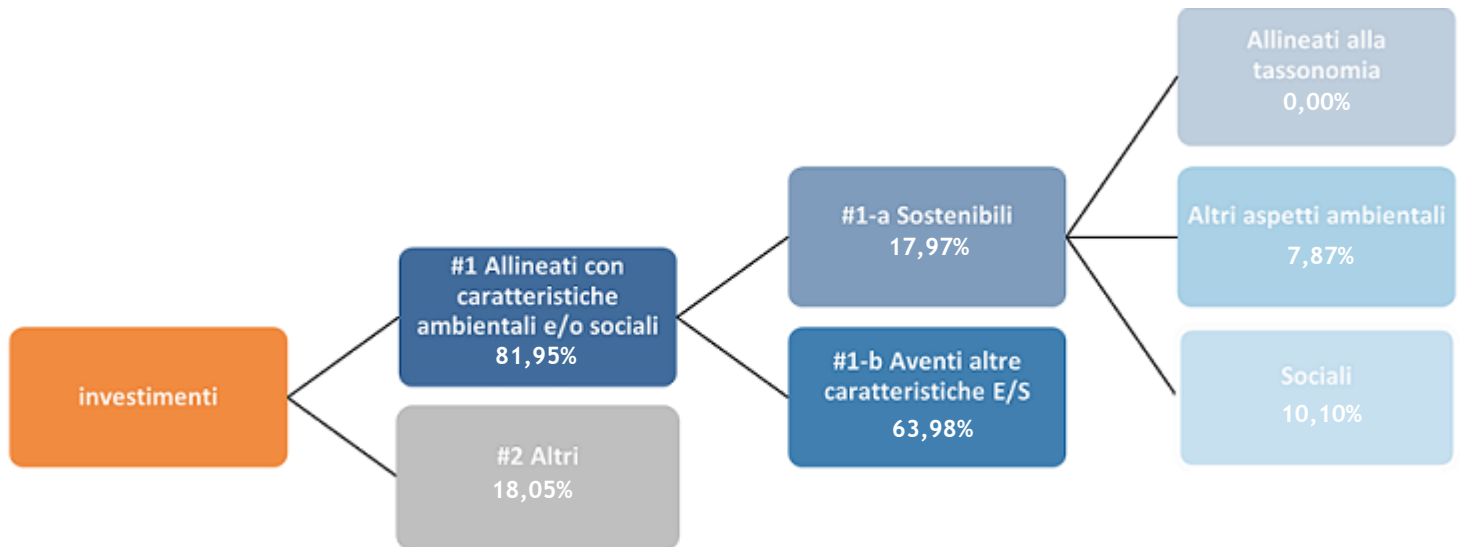 investimenti
#1 Allineati con
caratteristiche
ambientali e/o sociali
81,95%
#2 Altri
18,05%
#1-a Sostenibili
17,97%
#1-b Aventi altre
caratteristiche E/S
63,98%
Allineati alla
tassonomia
0,00%
Altri aspetti ambientali
7,87%
Sociali
10,10%